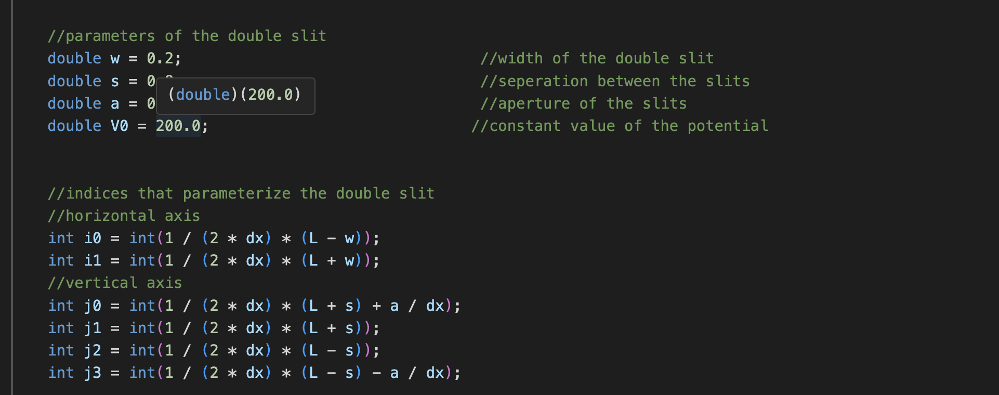 //parameters of the double slit
double w = 0.2; //width of the double slit
double s = 0 //seperation between the slits
(double)(200.0)
double a = 0 //aperture of the slits
double V0 = 200.0; //constant value of the potential
//indices that parameterize the double slit
//horizontal axis
int i0 = int(1 / (2 * dx) * (L - w));
int i1 = int(1 / (2 * dx) * (L + w));
//vertical axis
int j0 = int(1 / (2 * dx) * (L + s) + a / dx);
int j1 = int(1 / (2 * dx) * (L + s));
int j2 = int(1 / (2 * dx) * (L - s));
int j3 = int(1 / (2 * dx) * (L - s) - a / dx);